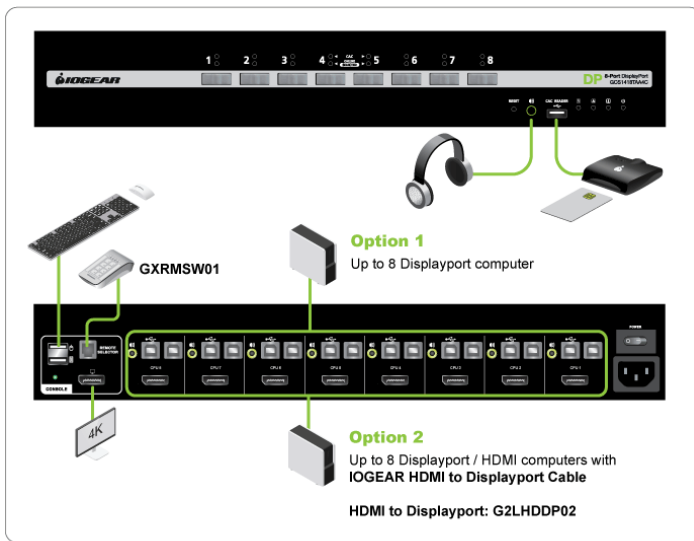 1 2 3 4 5 6 7 8
CAC
IOGEAR
DP 8-Port DisplayPort
GCS1418TAA4C
RESET CAC READER
GXRMSW01
Option 1
Up to 8 Displayport computer
REMOTE
SELECTOR
POWER
CPU 8 CPU 7 CPU 6 CPU 5 CPU 4 CPU 3 CPU 2 CPU 1
CONSOLE
4K
Option 2
Up to 8 Displayport / HDMI computers with
IOGEAR HDMI to Displayport Cable
HDMI to Displayport: G2LHDDP02